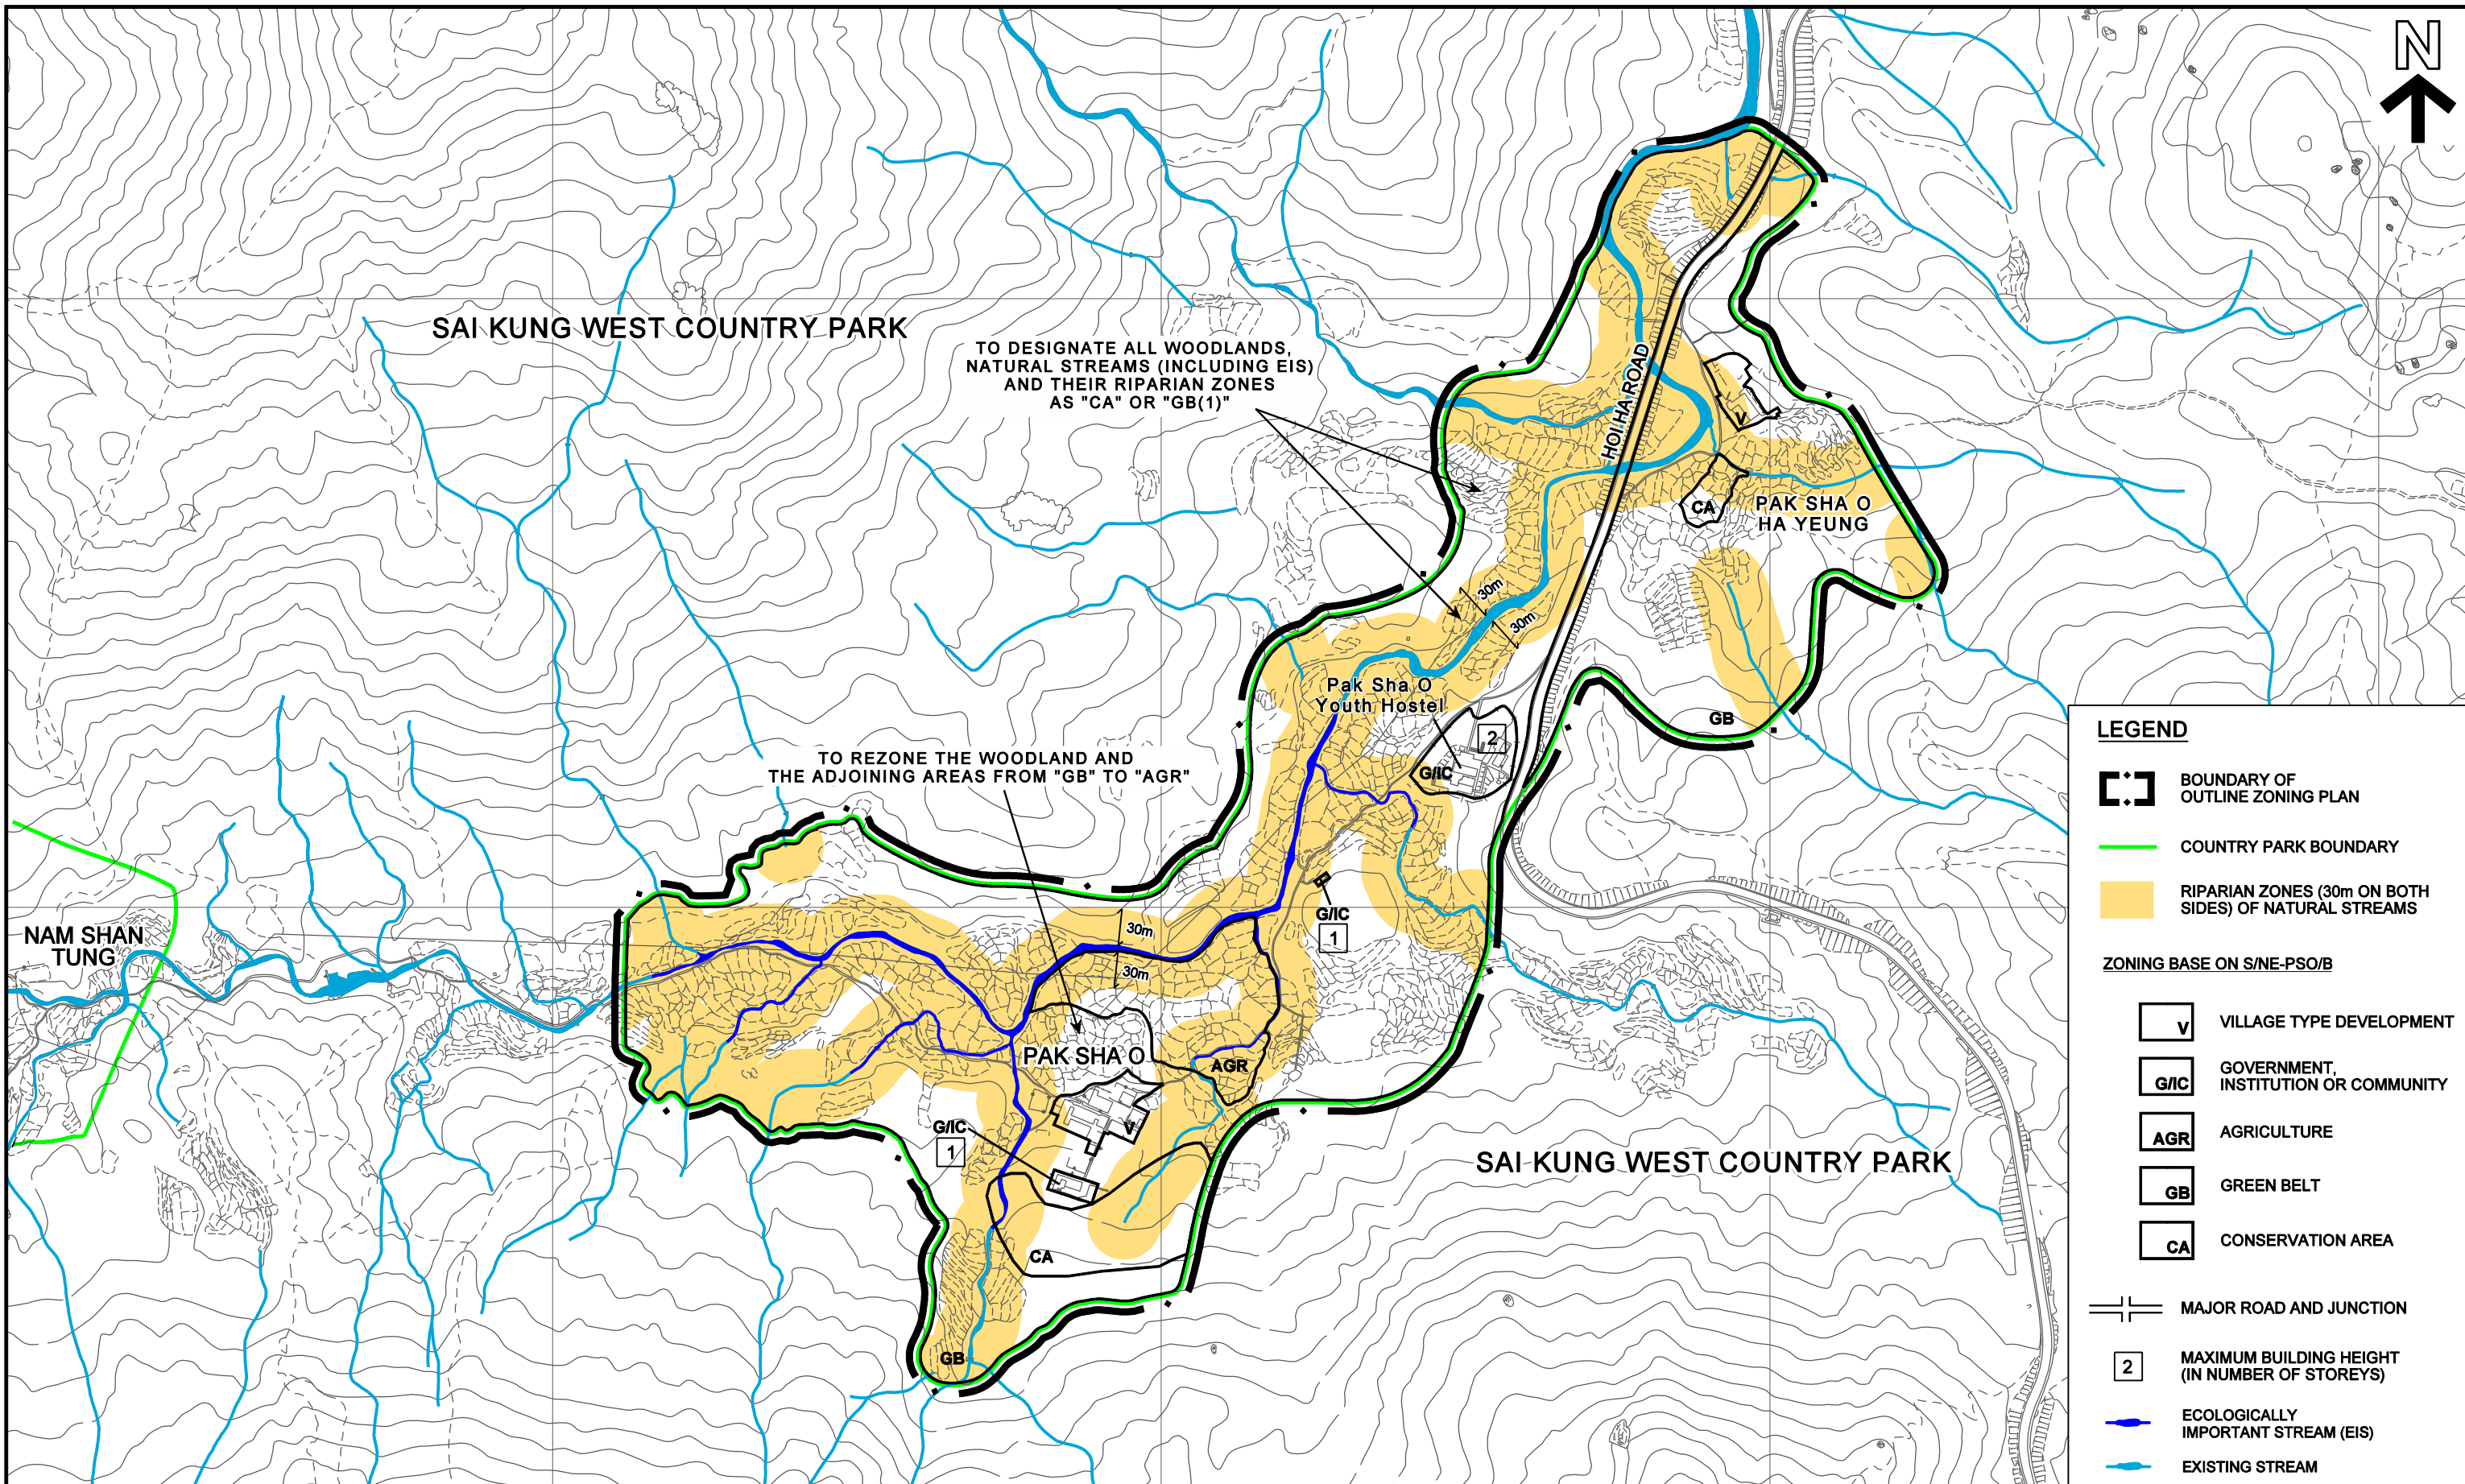 N
SAI KUNG WEST COUNTRY PARK
TO DESIGNATE ALL WOODLANDS,
NATURAL STREAMS (INCLUDING EIS)
AND THEIR RIPARIAN ZONES
AS "CA" OR "GB(1)"
HOI HA ROAD
V
CA
PAK SHA O
HA YEUNG
30m
30m
Pak Sha O
Youth Hostel
GB
2
G/IC
TO REZONE THE WOODLAND AND
THE ADJOINING AREAS FROM "GB" TO "AGR"
G/IC
1
NAM SHAN
TUNG
30m
30m
PAK SHA O
AGR
V
G/IC
1
SAI KUNG WEST COUNTRY PARK
CA
GB
LEGEND
BOUNDARY OF
OUTLINE ZONING PLAN
COUNTRY PARK BOUNDARY
RIPARIAN ZONES (30m ON BOTH
SIDES) OF NATURAL STREAMS
ZONING BASE ON S/NE-PSO/B
V VILLAGE TYPE DEVELOPMENT
G/IC GOVERNMENT,
INSTITUTION OR COMMUNITY
AGR AGRICULTURE
GB GREEN BELT
CA CONSERVATION AREA
MAJOR ROAD AND JUNCTION
2 MAXIMUM BUILDING HEIGHT
(IN NUMBER OF STOREYS)
ECOLOGICALLY
IMPORTANT STREAM (EIS)
EXISTING STREAM